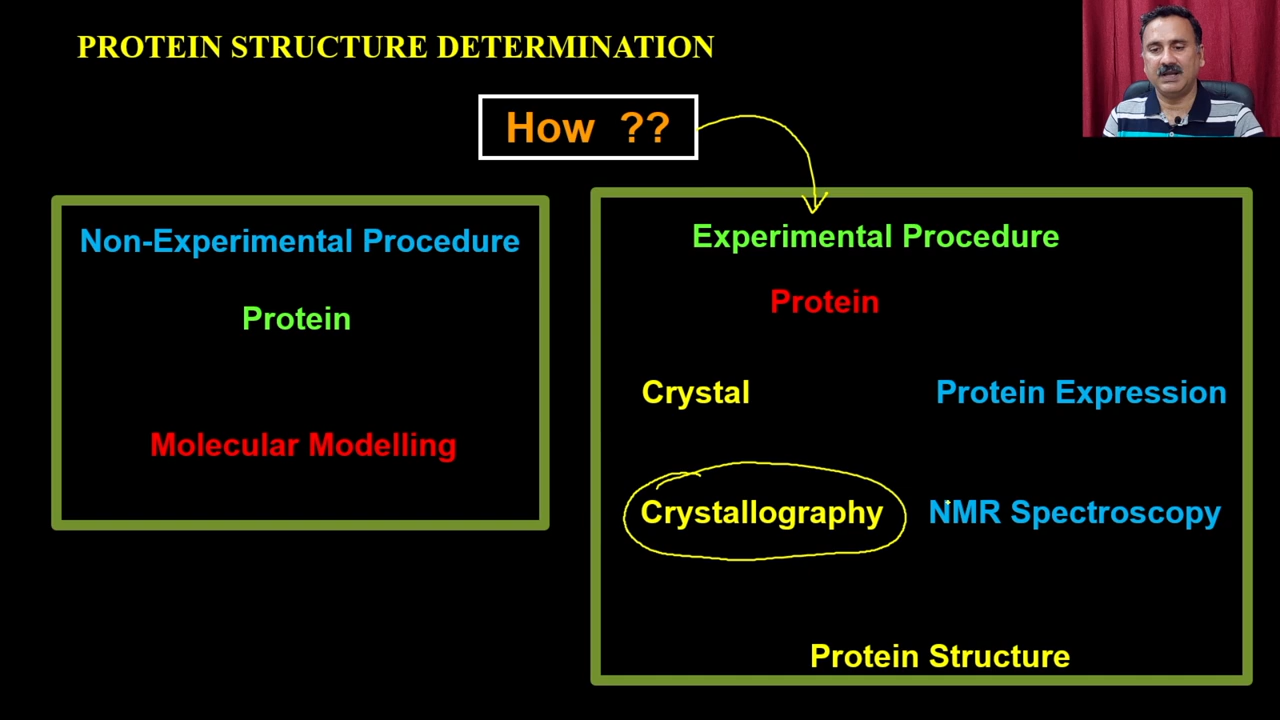 PROTEIN STRUCTURE DETERMINATION
How ??
Non-Experimental Procedure
Protein
Molecular Modelling
Experimental Procedure
Protein
Crystal
Protein Expression
Crystallography
NMR Spectroscopy
Protein Structure